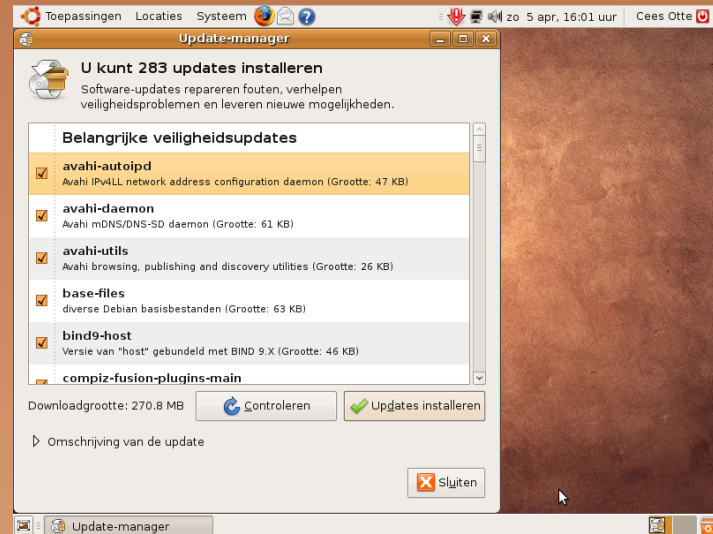 Toepassingen Locaties Systeem zo 5 apr, 16:01 uur Cees Otte
Update-manager
U kunt 283 updates installeren
Software-updates repareren fouten, verhelpen
veiligheidsproblemen en leveren nieuwe mogelijkheden.
Belangrijke veiligheidsupdates
avahi-autoipd
Avahi IPv4LL network address configuration daemon (Grootte: 47 KB)
avahi-daemon
Avahi mDNS/DNS-SD daemon (Grootte: 61 KB)
avahi-utils
Avahi browsing, publishing and discovery utilities (Grootte: 26 KB)
base-files
diverse Debian basisbestanden (Grootte: 63 KB)
bind9-host
Versie van "host" gebundeld met BIND 9.X (Grootte: 46 KB)
compiz-fusion-plugins-main
Downloadgrootte: 270.8 MB Controleren Updates installeren
Omschrijving van de update
Sluiten
Update-manager